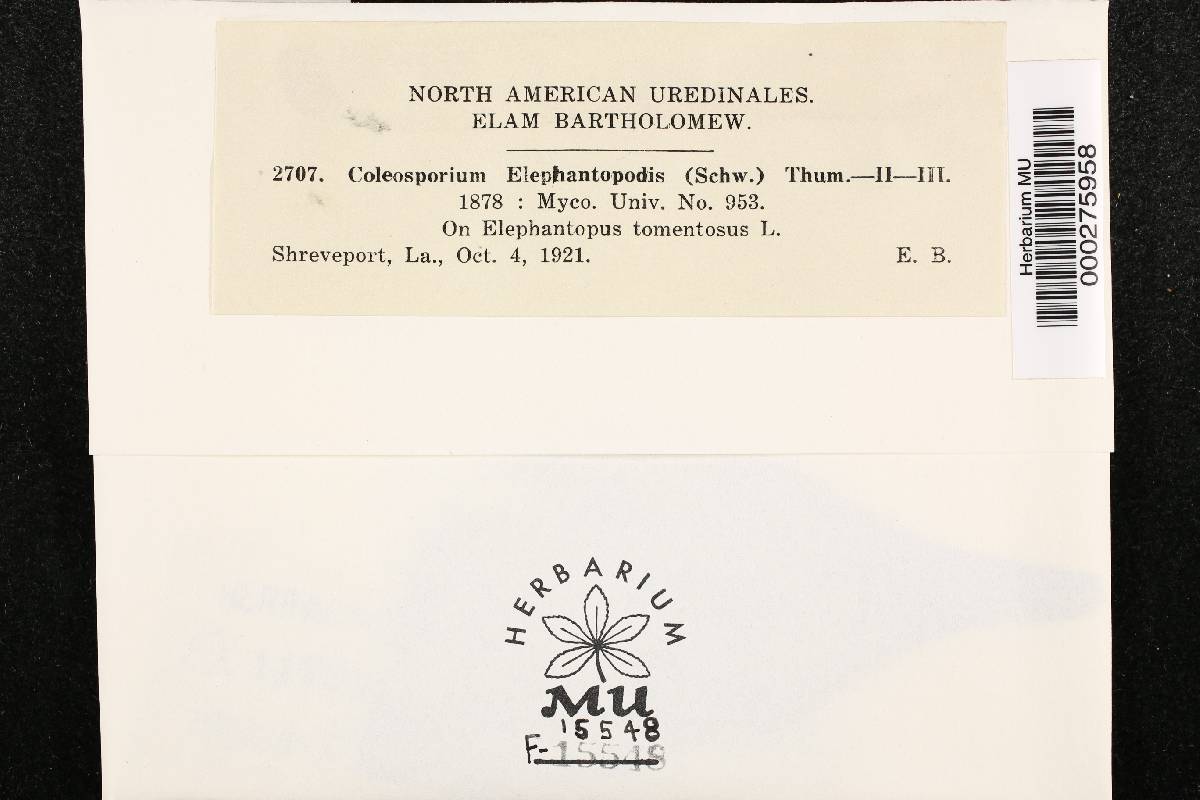 NORTH AMERICAN UREDINALES.
ELAM BARTHOLOMEW.
2707. Coleosporium Elephantopodis (Schw.) Thum.—II—III.
1878 : Myco. Univ. No. 953.
On Elephantopus tomentosus L.
Shreveport, La., Oct. 4, 1921. E. B.
Herbarium MU
000275958
HERBARIUM
MU
15548
F-15548